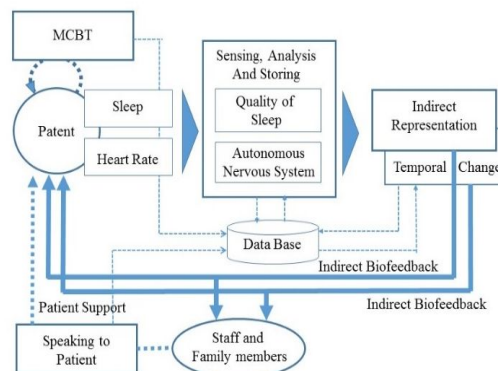 MCBT
Patent
Sleep
Heart Rate
Sensing, Analysis
And Storing
Quality of
Sleep
Autonomous
Nervous System
Data Base
Indirect
Representation
Temporal
Change
Indirect Biofeedback
Indirect Biofeedback
Patient Support
Speaking to
Patient
Staff and
Family members